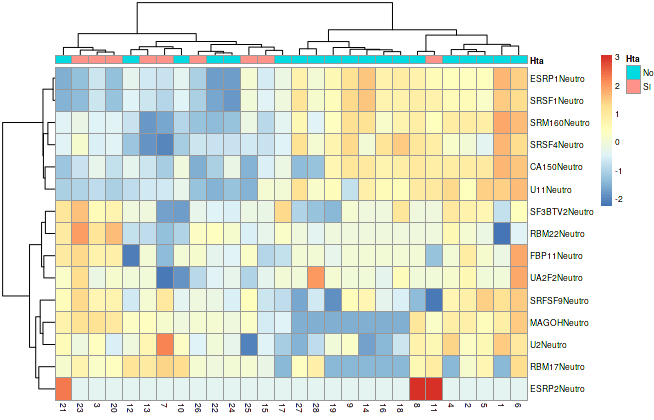 Hta
ESRP1Neutro
SRSF1Neutro
SRM160Neutro
SRSF4Neutro
CA150Neutro
U11Neutro
SF3BTV2Neutro
RBM22Neutro
FBP11Neutro
UA2F2Neutro
SRFSF9Neutro
MAGOHNeutro
U2Neutro
RBM17Neutro
ESRP2Neutro
21 23 3 20 12 13 7 10 26 22 24 25 15 17 27 28 19 9 14 16 18 8 11 4 2 5 1 6
3
2
1
0
-1
-2
Hta
No
SI